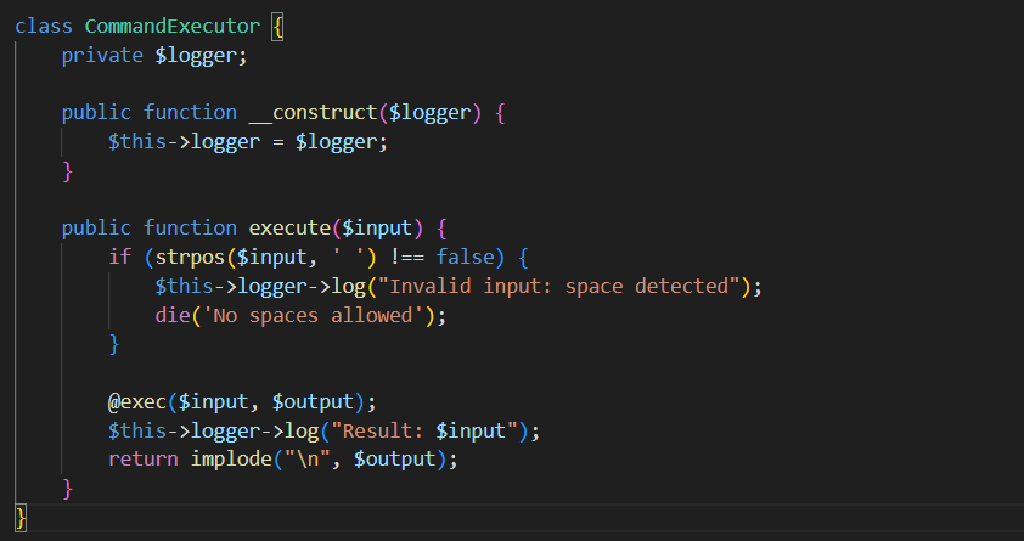 class CommandExecutor {
    private $logger;

    public function __construct($logger) {
        $this->logger = $logger;
    }

    public function execute($input) {
        if (strpos($input, ' ') !== false) {
            $this->logger->log("Invalid input: space detected");
            die('No spaces allowed');
        }

        @exec($input, $output);
        $this->logger->log("Result: $input");
        return implode("\n", $output);
    }
}